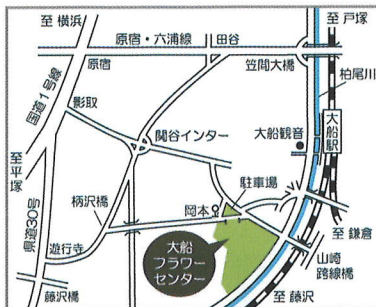 至 横浜
至 戸塚
原宿・六浦線
田谷
原宿
笠間大橋
柏尾川
国道1号線
影取
関谷インター
大船観音
大船駅
至 平塚
駐車場
柄沢橋
岡本
至 鎌倉
県道30号
遊行寺
大船
フラワー
センター
山崎
跨線橋
藤沢橋
至 藤沢